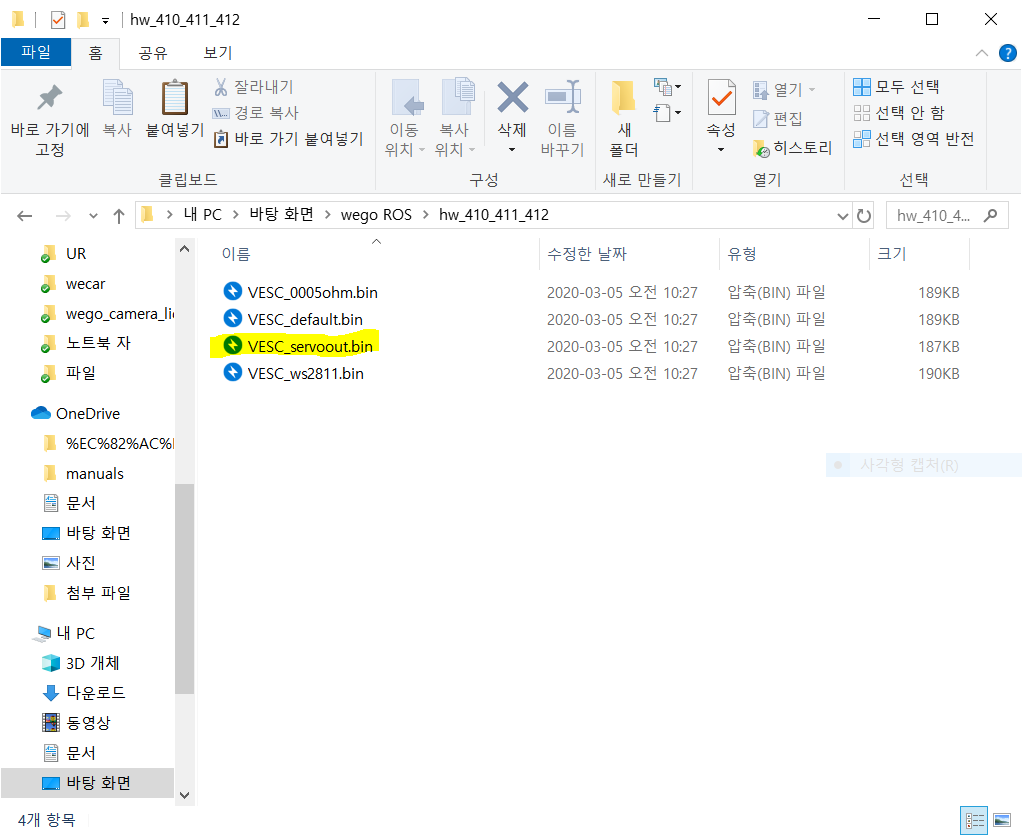 hw_410_411_412
파일 홈 공유 보기
바로 가기에 고정
복사
붙여넣기
잘라내기
경로 복사
바로 가기 붙여넣기
클립보드
이동 위치
복사 위치
삭제
이름 바꾸기
구성
새 폴더
새로 만들기
속성
열기
편집
히스토리
열기
모두 선택
선택 안 함
선택 영역 반전
선택
내 PC > 바탕 화면 > wego ROS > hw_410_411_412
hw_410_4...
UR
wecar
wego_camera_li
노트북 자
파일
OneDrive
%EC%82%AC%
manuals
문서
바탕 화면
사진
첨부 파일
내 PC
3D 개체
다운로드
동영상
문서
바탕 화면
이름 수정한 날짜 유형 크기
VESC_0005ohm.bin 2020-03-05 오전 10:27 압축(BIN) 파일 189KB
VESC_default.bin 2020-03-05 오전 10:27 압축(BIN) 파일 189KB
VESC_servoout.bin 2020-03-05 오전 10:27 압축(BIN) 파일 187KB
VESC_ws2811.bin 2020-03-05 오전 10:27 압축(BIN) 파일 190KB
사각형 캡처(R)
4개 항목